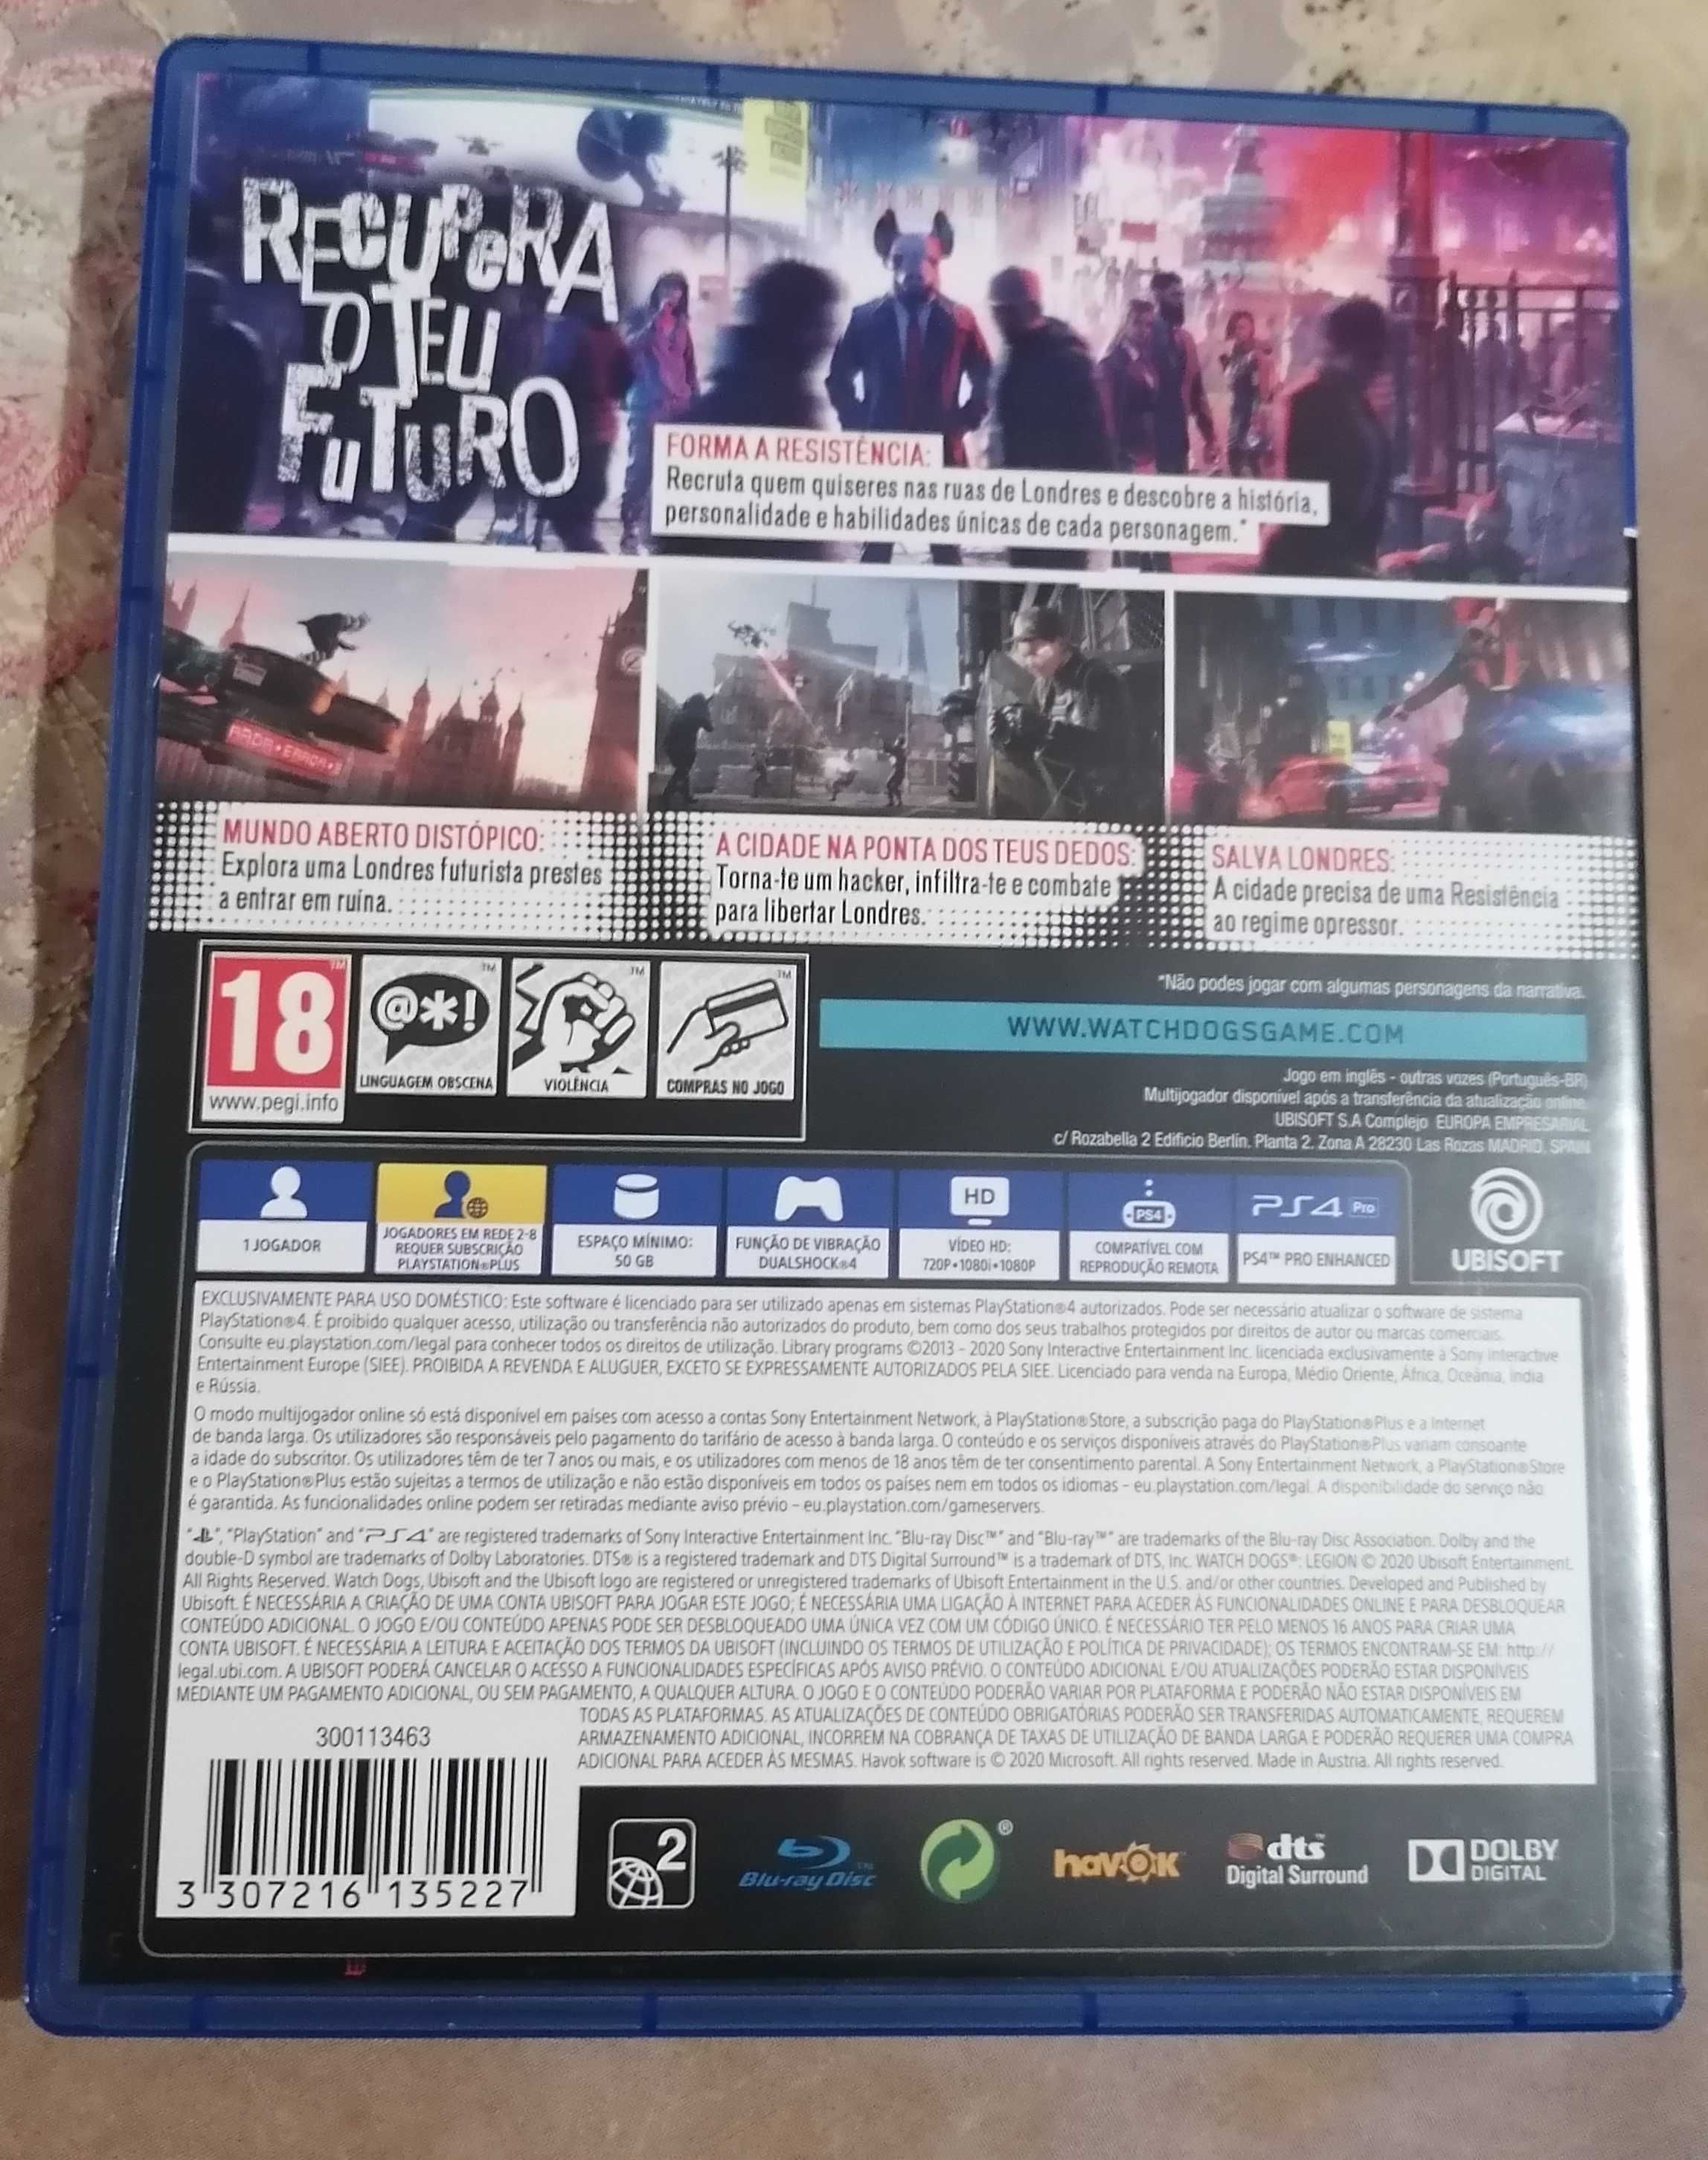 RECUPERA
O TEU
FUTURO
FORMA A RESISTÊNCIA:
Recruta quem quiseres nas ruas de Londres e descobre a história,
personalidade e habilidades únicas de cada personagem.*
MUNDO ABERTO DISTÓPICO:
Explora uma Londres futurista prestes
a entrar em ruína.
A CIDADE NA PONTA DOS TEUS DEDOS:
Torna-te um hacker, infiltra-te e combate
para libertar Londres.
SALVA LONDRES:
A cidade precisa de uma Resistência
ao regime opressor.
18
www.pegi.info
@*!
LINGUAGEM OBSCENA
VIOLÊNCIA
COMPRAS NO JOGO
*Não podes jogar com algumas personagens da narrativa.
WWW.WATCHDOGSGAME.COM
Jogo em inglês - outras vozes (Português-BR)
Multijogador disponível após a transferência da atualização online.
UBISOFT S.A Complejo EUROPA EMPRESARIAL
c/ Rozabella 2 Edificio Berlín. Planta 2. Zona A 28230 Las Rozas MADRID, SPAIN
1 JOGADOR
JOGADORES EM REDE 2-8
REQUER SUBSCRIÇÃO
PLAYSTATION®PLUS
ESPAÇO MÍNIMO:
50 GB
FUNÇÃO DE VIBRAÇÃO
DUALSHOCK®4
HD
VÍDEO HD:
720P•1080i•1080P
PS4
COMPATÍVEL COM
REPRODUÇÃO REMOTA
PS4 Pro
PS4™ PRO ENHANCED
UBISOFT
EXCLUSIVAMENTE PARA USO DOMÉSTICO: Este software é licenciado para ser utilizado apenas em sistemas PlayStation®4 autorizados. Pode ser necessário atualizar o software de sistema
PlayStation®4. É proibido qualquer acesso, utilização ou transferência não autorizados do produto, bem como dos seus trabalhos protegidos por direitos de autor ou marcas comerciais.
Consulte eu.playstation.com/legal para conhecer todos os direitos de utilização. Library programs ©2013 - 2020 Sony Interactive Entertainment Inc. licenciada exclusivamente à Sony Interactive
Entertainment Europe (SIEE). PROIBIDA A REVENDA E ALUGUER, EXCETO SE EXPRESSAMENTE AUTORIZADOS PELA SIEE. Licenciado para venda na Europa, Médio Oriente, África, Oceânia, Índia
e Rússia.
O modo multijogador online só está disponível em países com acesso a contas Sony Entertainment Network, à PlayStation®Store, a subscrição paga do PlayStation®Plus e a Internet
de banda larga. Os utilizadores são responsáveis pelo pagamento do tarifário de acesso à banda larga. O conteúdo e os serviços disponíveis através do PlayStation®Plus variam consoante
a idade do subscritor. Os utilizadores têm de ter 7 anos ou mais, e os utilizadores com menos de 18 anos têm de ter consentimento parental. A Sony Entertainment Network, a PlayStation®Store
e o PlayStation®Plus estão sujeitas a termos de utilização e não estão disponíveis em todos os países nem em todos os idiomas – eu.playstation.com/legal. A disponibilidade do serviço não
é garantida. As funcionalidades online podem ser retiradas mediante aviso prévio – eu.playstation.com/gameservers.
"PlayStation" and "PS4" are registered trademarks of Sony Interactive Entertainment Inc. "Blu-ray Disc™" and "Blu-ray™" are trademarks of the Blu-ray Disc Association. Dolby and the
double-D symbol are trademarks of Dolby Laboratories. DTS® is a registered trademark and DTS Digital Surround™ is a trademark of DTS, Inc. WATCH DOGS®: LEGION © 2020 Ubisoft Entertainment.
All Rights Reserved. Watch Dogs, Ubisoft and the Ubisoft logo are registered or unregistered trademarks of Ubisoft Entertainment in the U.S. and/or other countries. Developed and Published by
Ubisoft. É NECESSÁRIA A CRIAÇÃO DE UMA CONTA UBISOFT PARA JOGAR ESTE JOGO; É NECESSÁRIA UMA LIGAÇÃO À INTERNET PARA ACEDER ÀS FUNCIONALIDADES ONLINE E PARA DESBLOQUEAR
CONTEÚDO ADICIONAL. O JOGO E/OU CONTEÚDO APENAS PODE SER DESBLOQUEADO UMA ÚNICA VEZ COM UM CÓDIGO ÚNICO. É NECESSÁRIO TER PELO MENOS 16 ANOS PARA CRIAR UMA
CONTA UBISOFT. É NECESSÁRIA A LEITURA E ACEITAÇÃO DOS TERMOS DA UBISOFT (INCLUINDO OS TERMOS DE UTILIZAÇÃO E POLÍTICA DE PRIVACIDADE); OS TERMOS ENCONTRAM-SE EM: http://
legal.ubi.com. A UBISOFT PODERÁ CANCELAR O ACESSO A FUNCIONALIDADES ESPECÍFICAS APÓS AVISO PRÉVIO. O CONTEÚDO ADICIONAL E/OU ATUALIZAÇÕES PODERÃO ESTAR DISPONÍVEIS
MEDIANTE UM PAGAMENTO ADICIONAL, OU SEM PAGAMENTO, A QUALQUER ALTURA. O JOGO E O CONTEÚDO PODERÃO VARIAR POR PLATAFORMA E PODERÃO NÃO ESTAR DISPONÍVEIS EM
TODAS AS PLATAFORMAS. AS ATUALIZAÇÕES DE CONTEÚDO OBRIGATÓRIAS PODERÃO SER TRANSFERIDAS AUTOMATICAMENTE, REQUEREM
ARMAZENAMENTO ADICIONAL, INCORREM NA COBRANÇA DE TAXAS DE UTILIZAÇÃO DE BANDA LARGA E PODERÃO REQUERER UMA COMPRA
ADICIONAL PARA ACEDER ÀS MESMAS. Havok software is © 2020 Microsoft. All rights reserved. Made in Austria. All rights reserved.
300113463
3 307216 135227
2
Blu-ray Disc
®
havok
dts
Digital Surround
DOLBY
DIGITAL